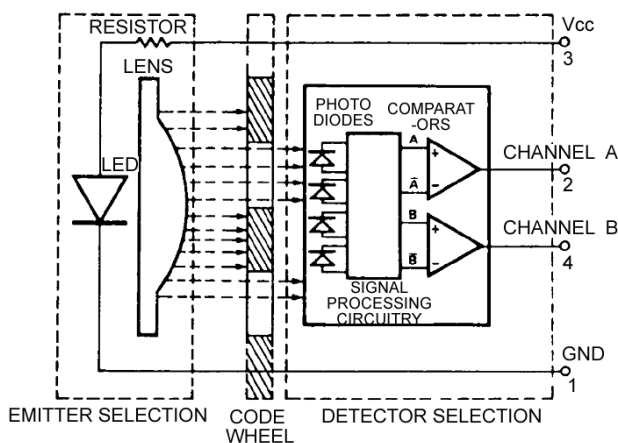 RESISTOR
Vcc
3
LENS
PHOTO
DIODES
COMPARAT
-ORS
LED
A
+
CHANNEL A
Ā
−
2
B
+
CHANNEL B
B̄
−
4
SIGNAL
PROCESSING
CIRCUITRY
GND
1
EMITTER SELECTION
CODE
WHEEL
DETECTOR SELECTION